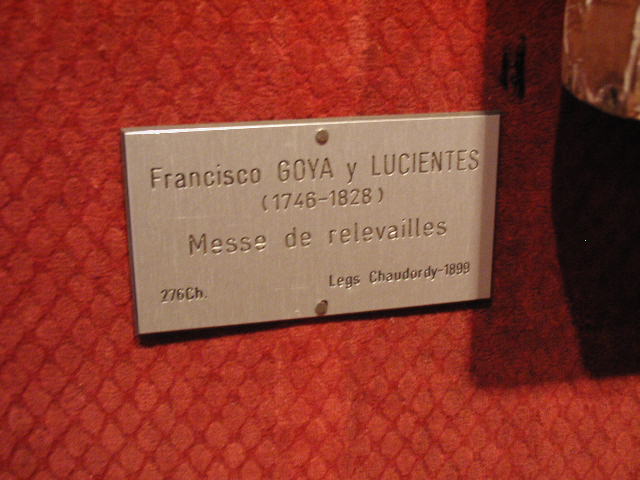 Francisco GOYA y LUCIENTES
(1746-1828)
Messe de relevailles
276Ch.
Legs Chaudordy-1899